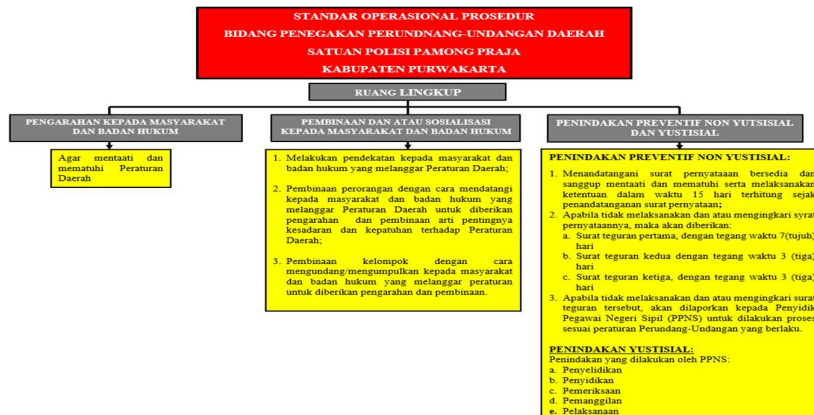 STANDAR OPERASIONAL PROSEDUR
BIDANG PENEGAKAN PERUNDNANG-UNDANGAN DAERAH
SATUAN POLISI PAMONG PRAJA
KABUPATEN PURWAKARTA
RUANG LINGKUP
PENGARAHAN KEPADA MASYARAKAT
DAN BADAN HUKUM
Agar mentaati dan
mematuhi Peraturan
Daerah
PEMBINAAN DAN ATAU SOSIALISASI
KEPADA MASYARAKAT DAN BADAN HUKUM
1. Melakukan pendekatan kepada masyarakat dan
badan hukum yang melanggar Peraturan Daerah;
2. Pembinaan perorangan dengan cara mendatangi
kepada masyarakat dan badan hukum yang
melanggar Peraturan Daerah untuk diberikan
pengarahan dan pembinaan arti pentingnya
kesadaran dan kepatuhan terhadap Peraturan
Daerah;
3. Pembinaan kelompok dengan cara
mengundang/mengumpulkan kepada masyarakat
dan badan hukum yang melanggar peraturan
untuk diberikan pengarahan dan pembinaan.
PENINDAKAN PREVENTIF NON YUTSISIAL
DAN YUSTISIAL
PENINDAKAN PREVENTIF NON YUSTISIAL:
1. Menandatangani surat pernyataaan bersedia dan
sanggup mentaati dan mematuhi serta melaksanakan
ketentuan dalam waktu 15 hari terhitung sejak
penandatanganan surat pernyataan;
2. Apabila tidak melaksanakan dan atau mengingkari syrat
pernyataannya, maka akan diberikan:
a. Surat teguran pertama, dengan tegang waktu 7(tujuh)
hari
b. Surat teguran kedua dengan tegang waktu 3 (tiga)
hari
c. Surat teguran ketiga, dengan tegang waktu 3 (tiga)
hari
3. Apabila tidak melaksanakan dan atau mengingkari surat
teguran tersebut, akan dilaporkan kepada Penyidik
Pegawai Negeri Sipil (PPNS) untuk dilakukan proses
sesuai peraturan Perundang-Undangan yang berlaku.
PENINDAKAN YUSTISIAL:
Penindakan yang dilakukan oleh PPNS:
a. Penyelidikan
b. Penyidikan
c. Pemeriksaan
d. Pemanggilan
e. Pelaksanaan